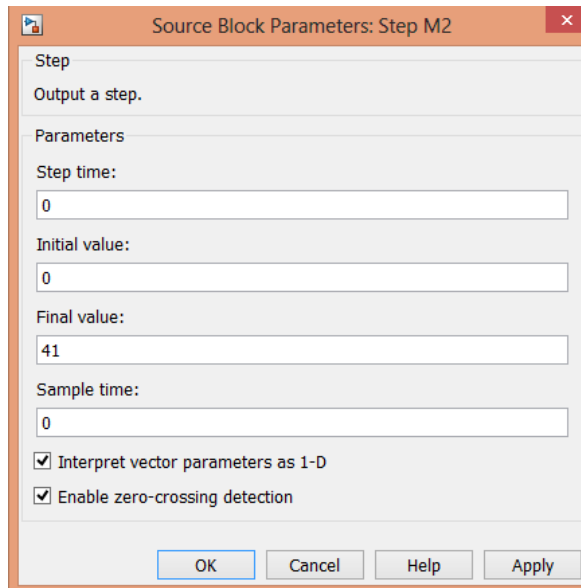 Source Block Parameters: Step M2
Step
Output a step.
Parameters
Step time:
0
Initial value:
0
Final value:
41
Sample time:
0
Interpret vector parameters as 1-D
Enable zero-crossing detection
OK Cancel Help Apply